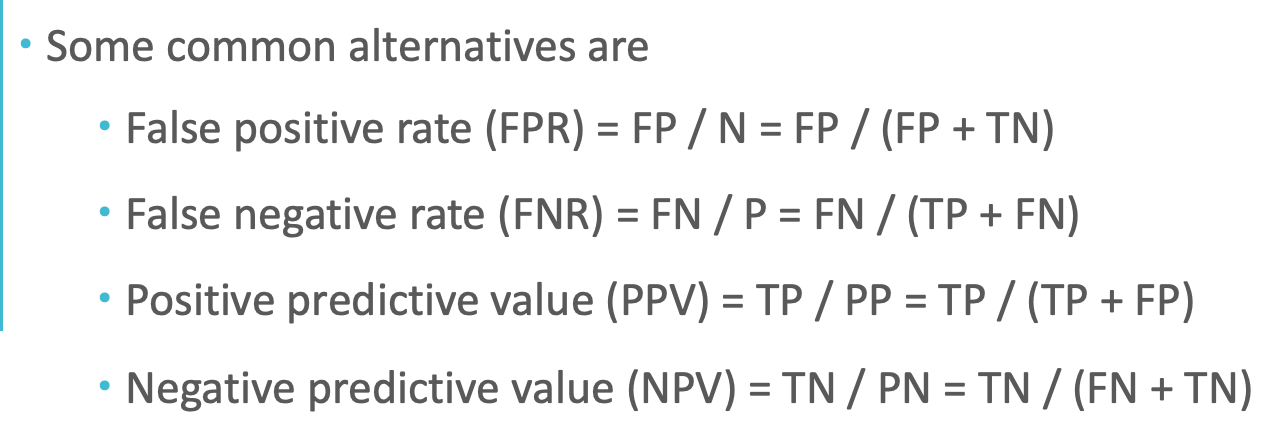 • Some common alternatives are
• False positive rate (FPR) = FP / N = FP / (FP + TN)
• False negative rate (FNR) = FN / P = FN / (TP + FN)
• Positive predictive value (PPV) = TP / PP = TP / (TP + FP)
• Negative predictive value (NPV) = TN / PN = TN / (FN + TN)